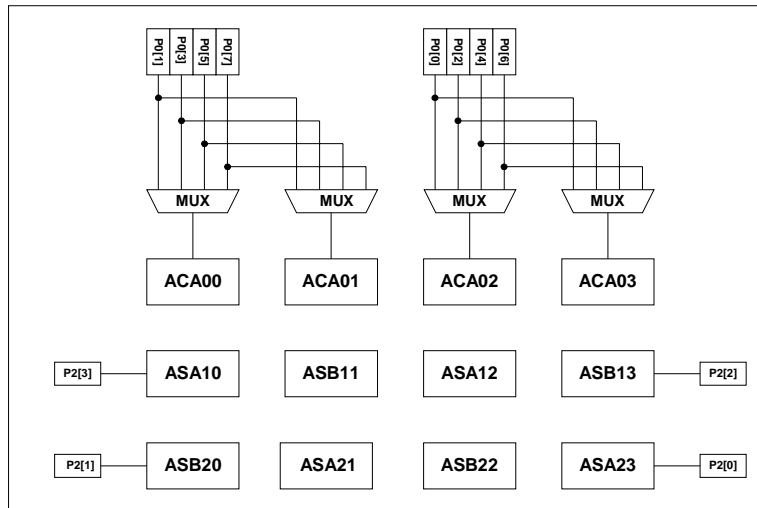 P0[1] P0[3] P0[5] P0[7] P0[0] P0[2] P0[4] P0[6]
MUX MUX MUX MUX
ACA00 ACA01 ACA02 ACA03
P2[3] ASA10 ASB11 ASA12 ASB13 P2[2]
P2[1] ASB20 ASA21 ASB22 ASA23 P2[0]